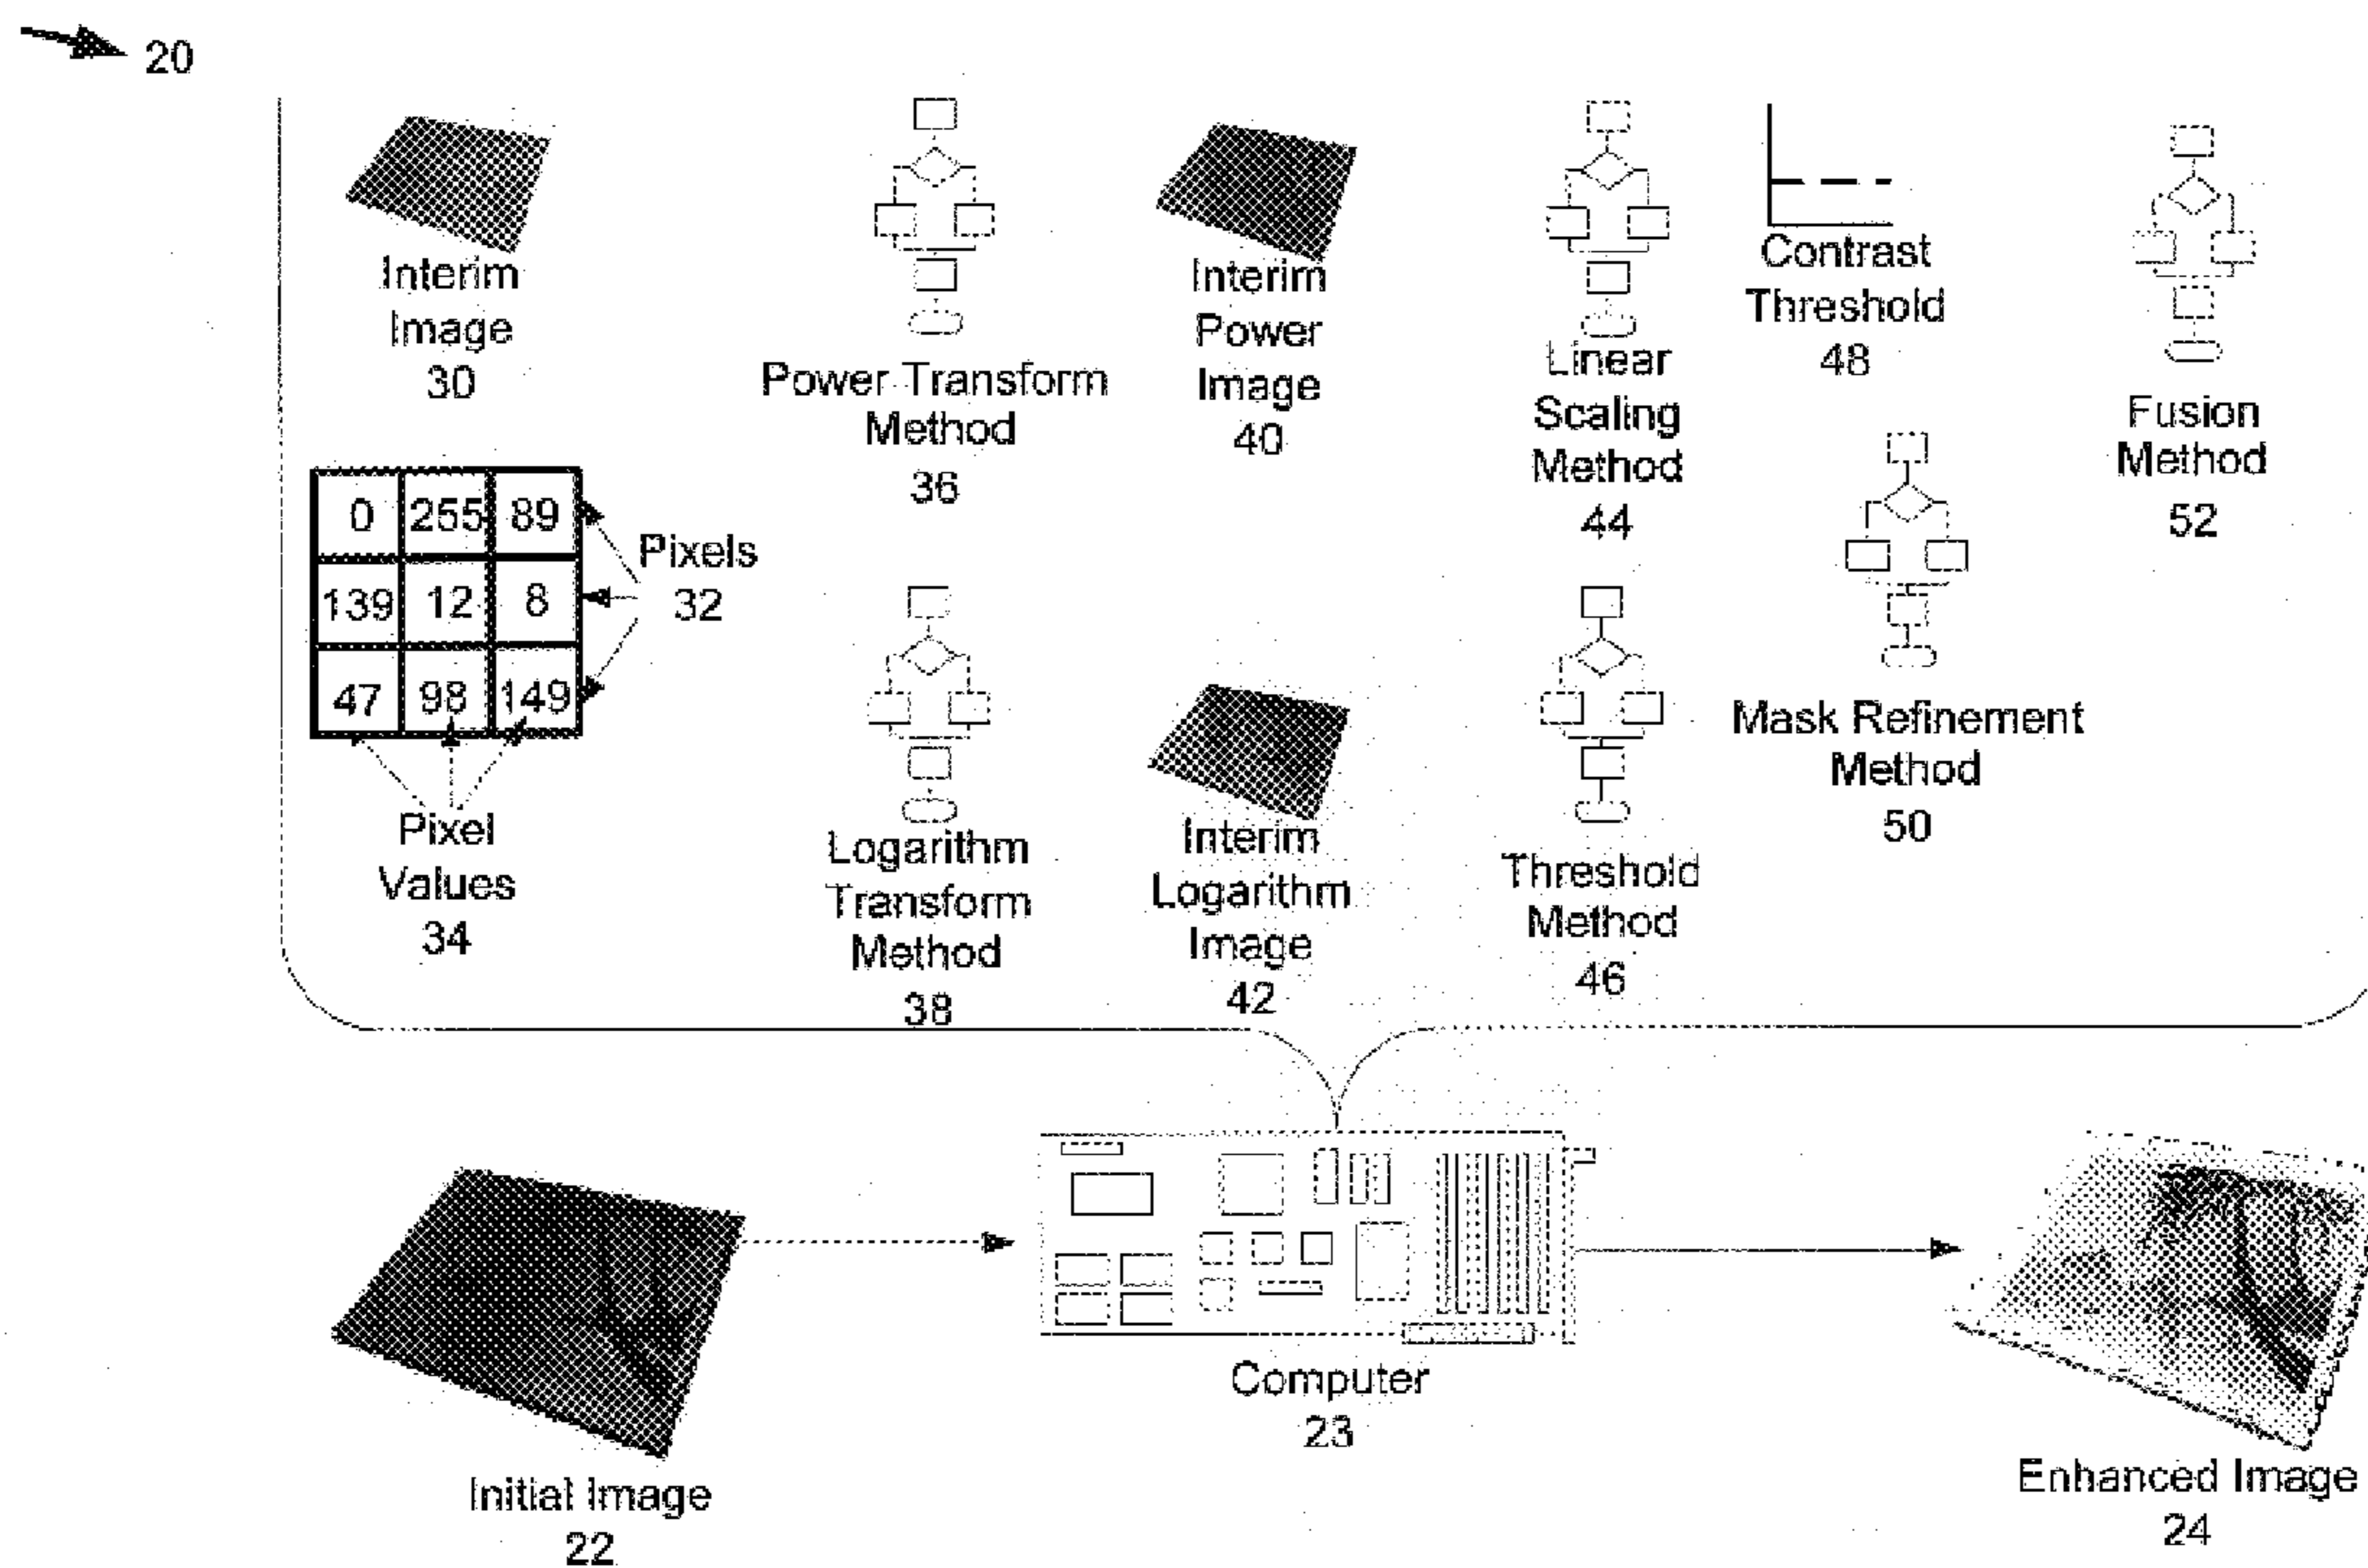 20
Interim
Image
30
Power Transform
Method
36
Interim
Power
Image
40
Linear
Scaling
Method
44
Contrast
Threshold
48
Fusion
Method
52
0 255 89
139 12 8
47 98 149
Pixels
32
Pixel
Values
34
Logarithm
Transform
Method
38
Interim
Logarithm
Image
42
Threshold
Method
46
Mask Refinement
Method
50
Computer
23
Initial Image
22
Enhanced Image
24